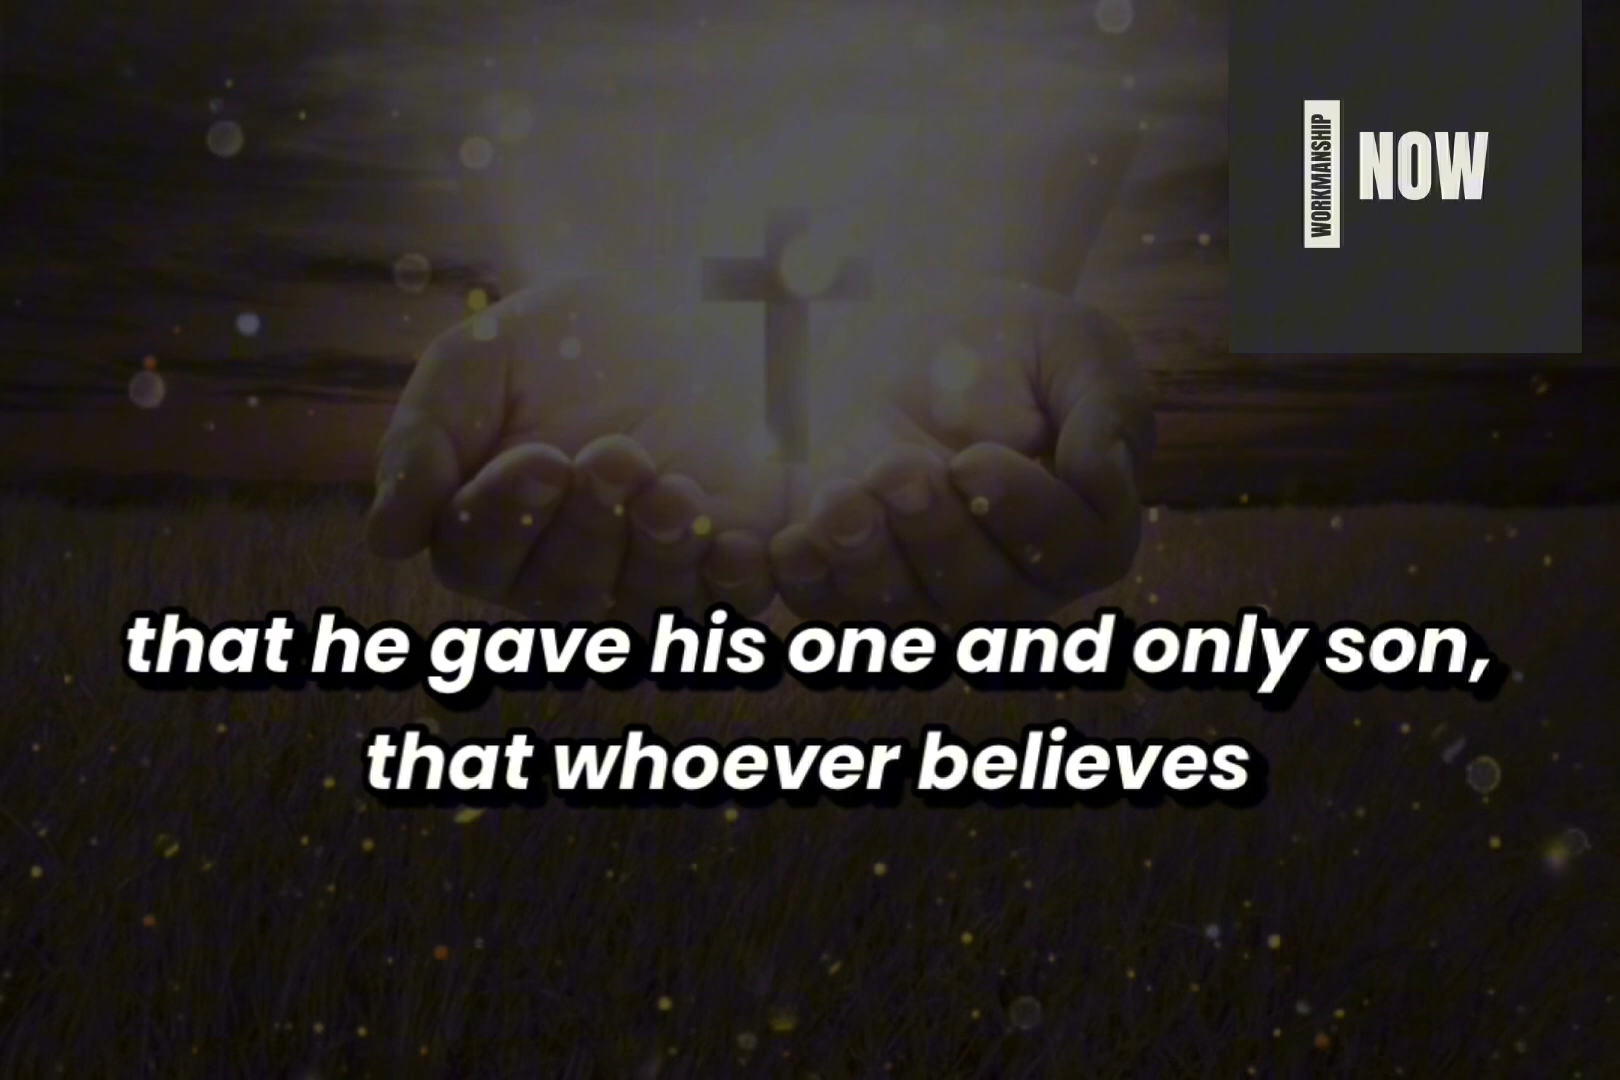 WORKMANSHIP
NOW
that he gave his one and only son,
that whoever believes